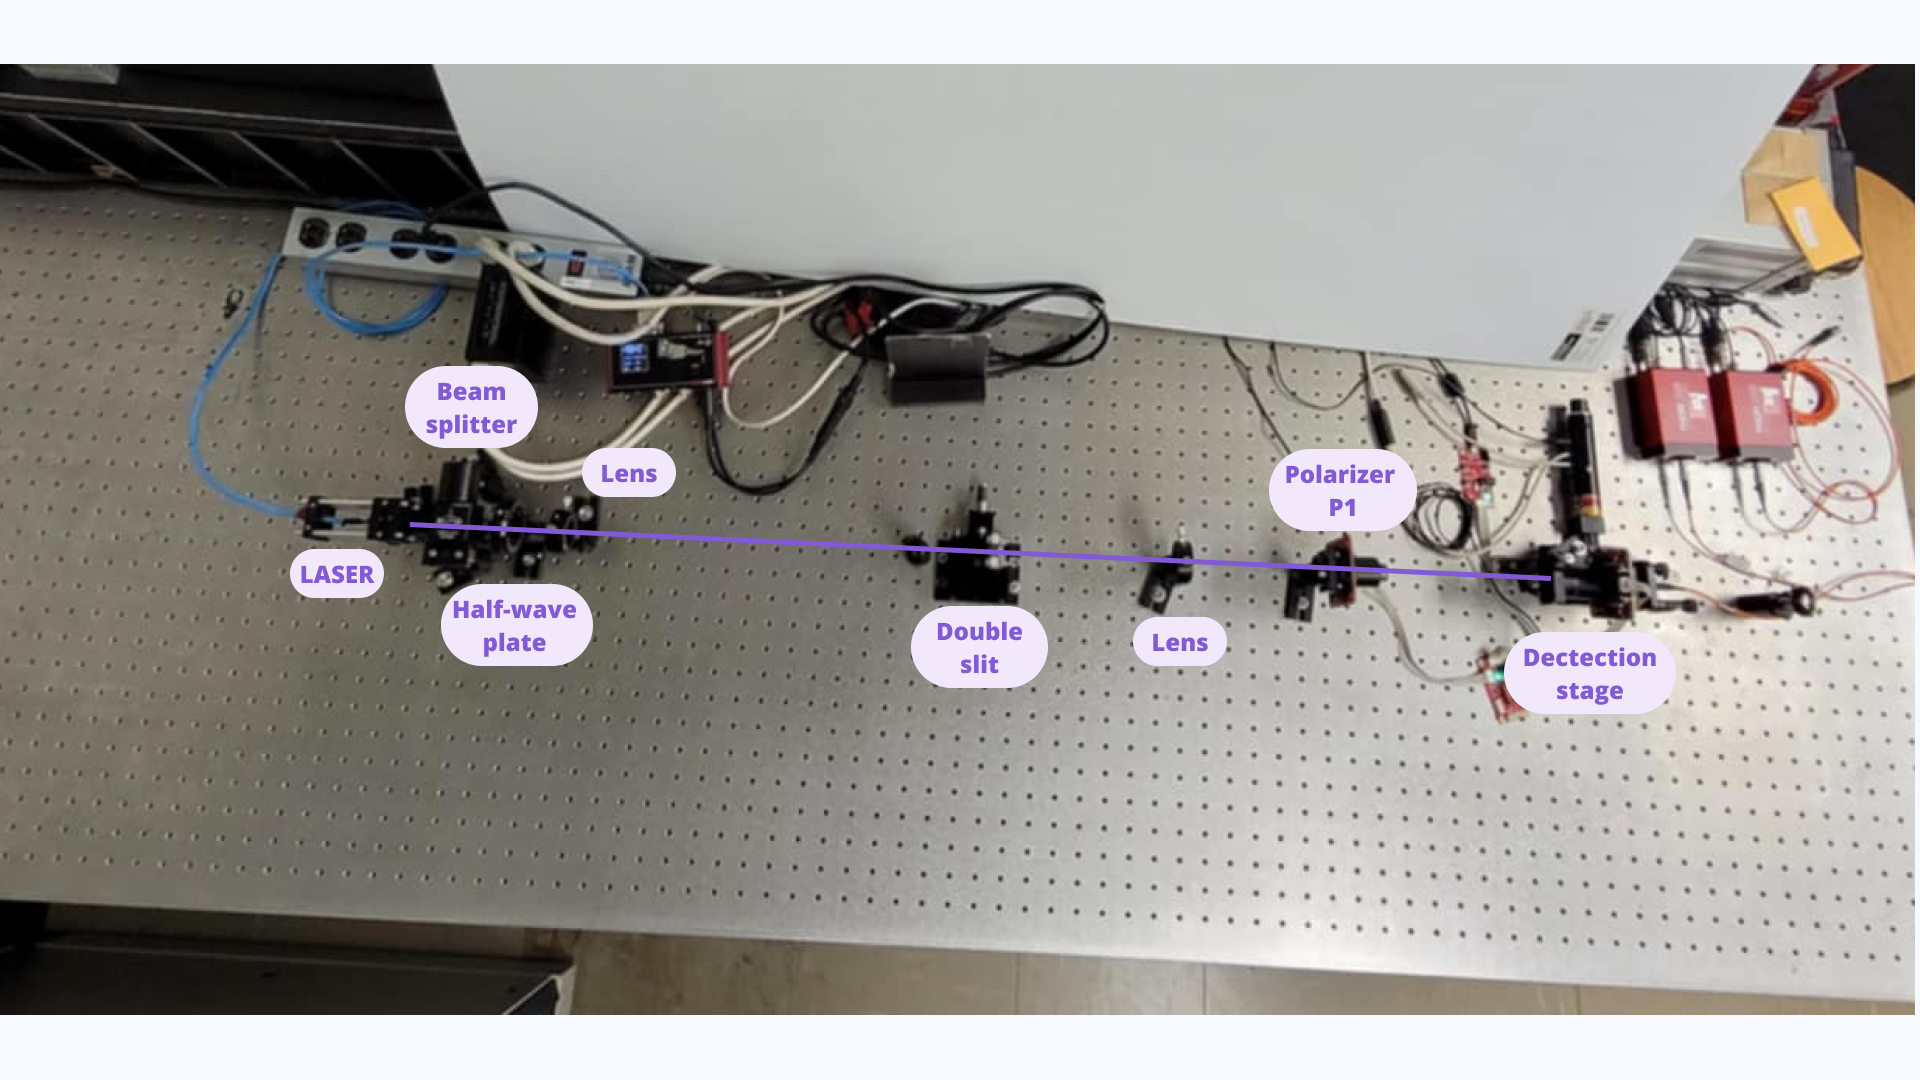 Beam
splitter
Lens
Polarizer
P1
LASER
Half-wave
plate
Double
slit
Lens
Dectection
stage